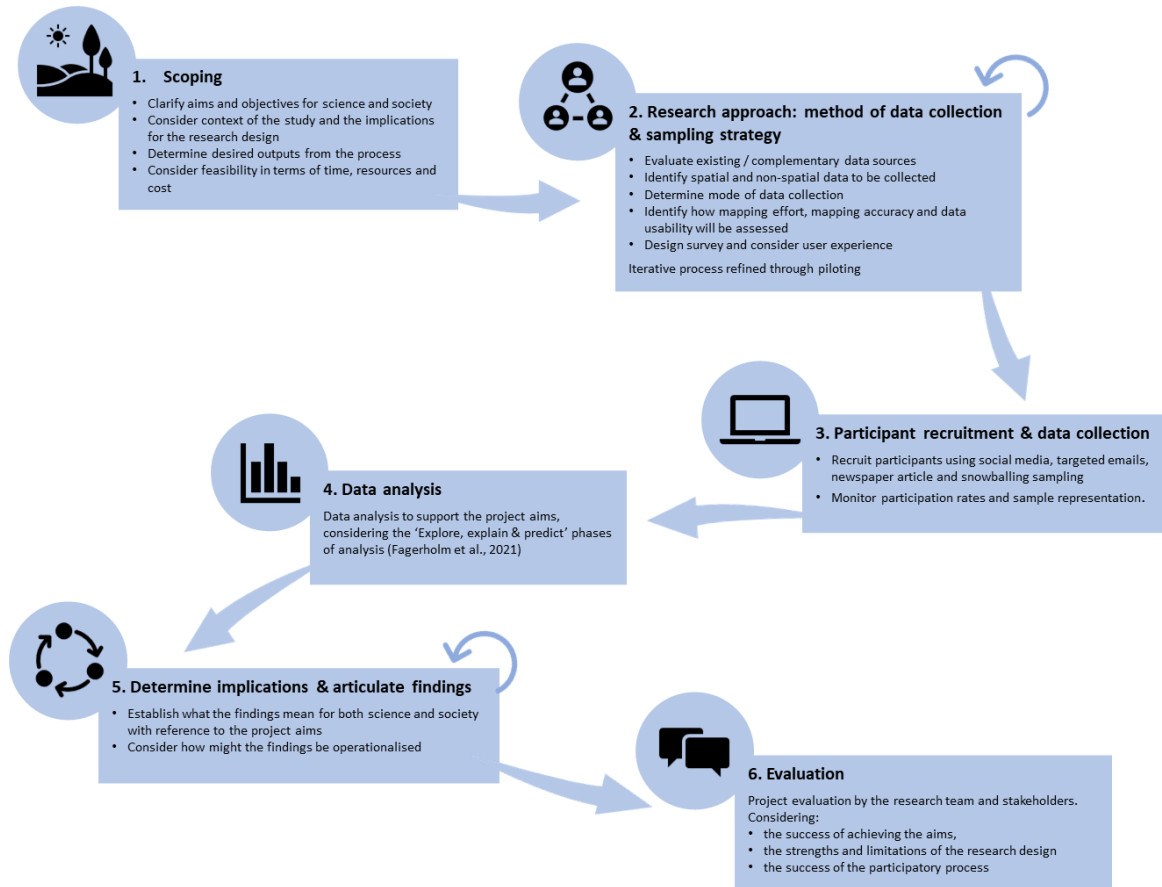 1. Scoping
• Clarify aims and objectives for science and society
• Consider context of the study and the implications
for the research design
• Determine desired outputs from the process
• Consider feasibility in terms of time, resources and
cost
2. Research approach: method of data collection
& sampling strategy
• Evaluate existing / complementary data sources
• Identify spatial and non-spatial data to be collected
• Determine mode of data collection
• Identify how mapping effort, mapping accuracy and data
usability will be assessed
• Design survey and consider user experience
Iterative process refined through piloting
3. Participant recruitment & data collection
• Recruit participants using social media, targeted emails,
newspaper article and snowballing sampling
• Monitor participation rates and sample representation.
4. Data analysis
Data analysis to support the project aims,
considering the ‘Explore, explain & predict’ phases
of analysis (Fagerholm et al., 2021)
5. Determine implications & articulate findings
• Establish what the findings mean for both science and society
with reference to the project aims
• Consider how might the findings be operationalised
6. Evaluation
Project evaluation by the research team and stakeholders.
Considering:
• the success of achieving the aims,
• the strengths and limitations of the research design
• the success of the participatory process